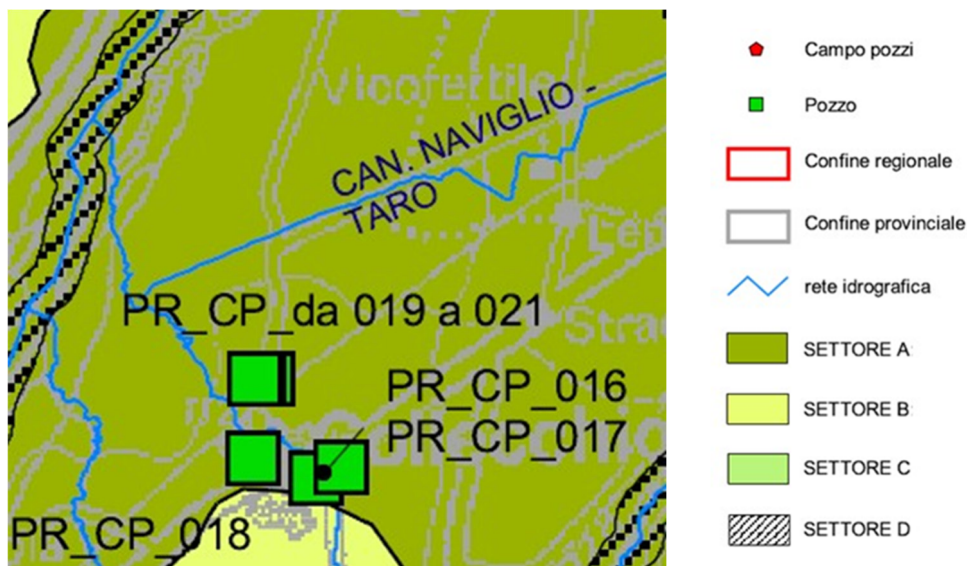 Vicofertile
CAN. NAVIGLIO -
TARO
PR_CP_da 019 a 021
PR_CP_016
PR_CP_017
PR_CP_018
Campo pozzi
Pozzo
Confine regionale
Confine provinciale
rete idrografica
SETTORE A
SETTORE B
SETTORE C
SETTORE D